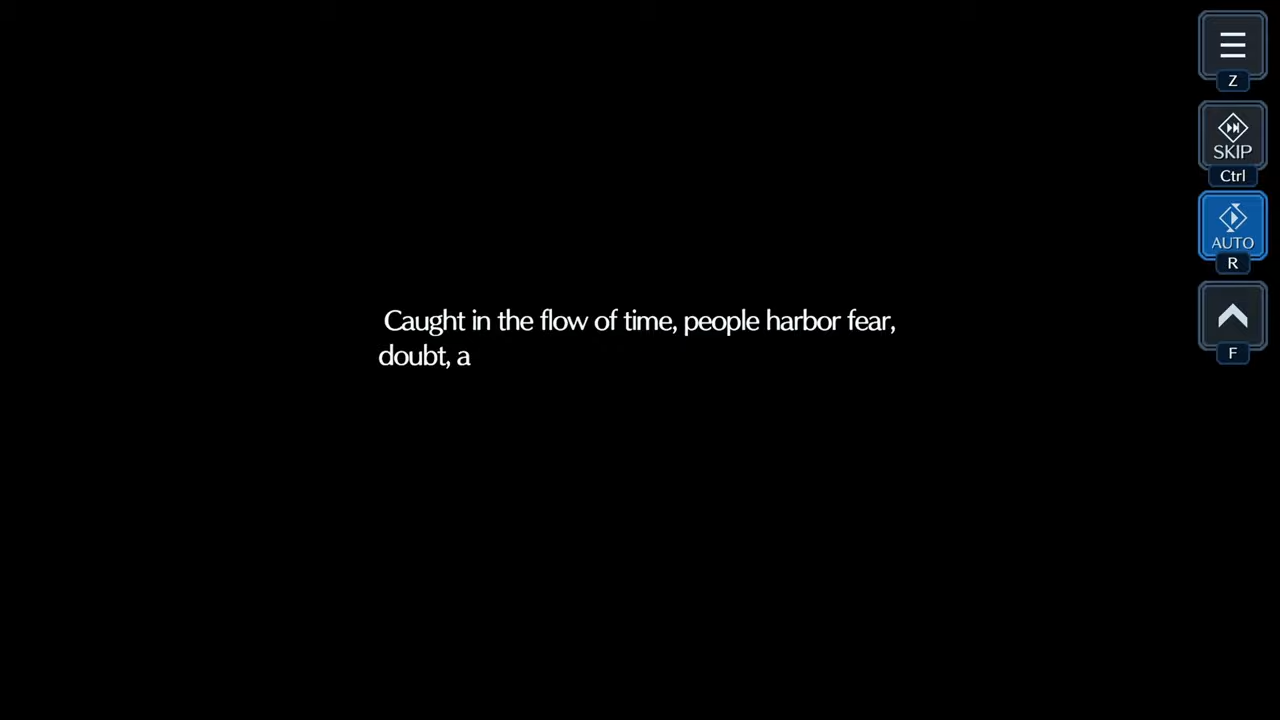 Z
SKIP
Ctrl
AUTO
R
Caught in the flow of time, people harbor fear,
doubt, a
F